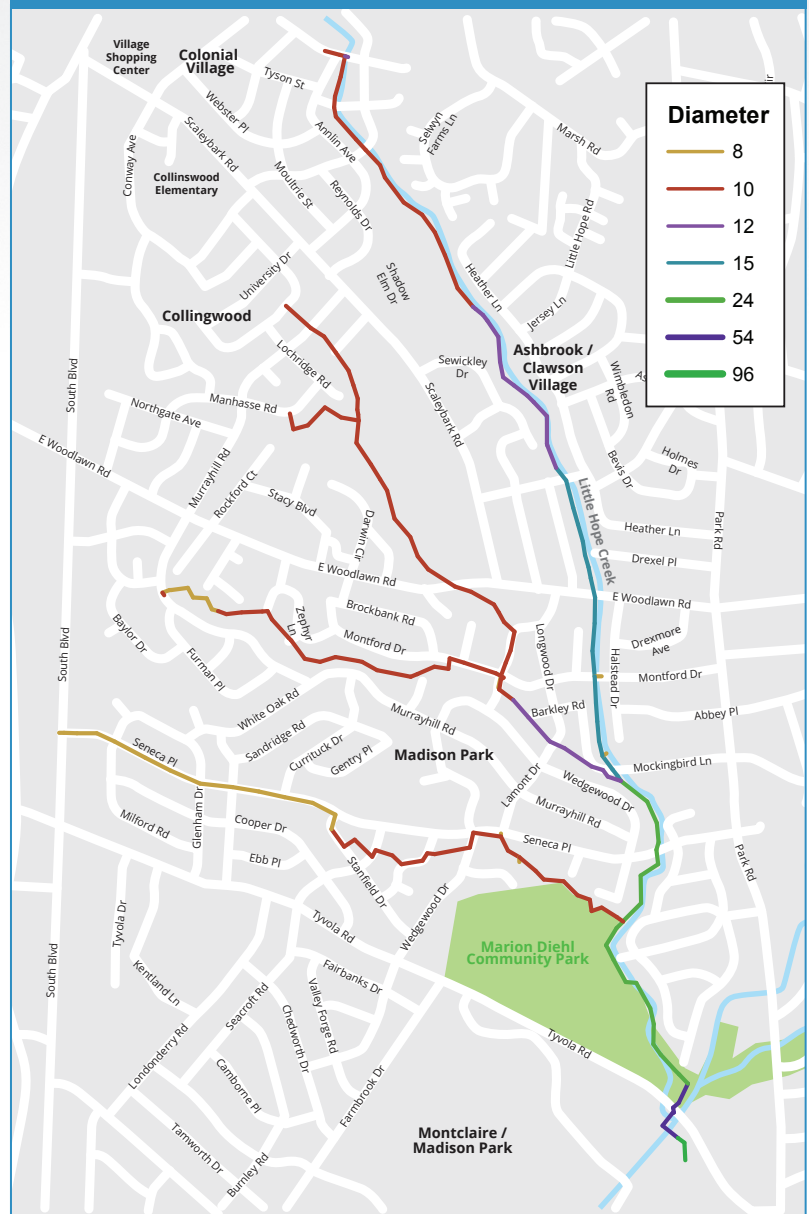 Village
Shopping
Center
Colonial
Village
Tyson St
Webster Pl
Scaleybark Rd
Annlin Ave
Selwyn
Farms Ln
Marsh Rd
Conway Ave
Collinswood
Elementary
Moultrie St
Reynolds Dr
Little Hope Rd
Diameter
8
10
12
15
24
54
96
University Dr
Shadow
Elm Dr
Heather Ln
Jersey Ln
Collingwood
Lochridge Rd
Sewickley
Dr
Ashbrook /
Clawson
Village
Wimbledon
Rd
South Blvd
Northgate Ave
Manhasse Rd
Scaleybark Rd
E Woodlawn Rd
Murrayhill Rd
Rockford Ct
Stacy Blvd
Bevis Dr
Holmes
Dr
Little Hope Creek
Darwin Cir
Heather Ln
Park Rd
Drexel Pl
E Woodlawn Rd
E Woodlawn Rd
Baylor Dr
Zephyr
Ln
Brockbank Rd
Montford Dr
Longwood Dr
Drexmore
Ave
Halstead Dr
Montford Dr
South Blvd
Furman Pl
White Oak Rd
Murrayhill Rd
Barkley Rd
Abbey Pl
Seneca Pl
Sandridge Rd
Currituck Dr
Gentry Pl
Madison Park
Lamont Dr
Wedgewood Dr
Mockingbird Ln
Murrayhill Rd
Milford Rd
Glenham Dr
Cooper Dr
Ebb Pl
Stanfield Dr
Seneca Pl
Park Rd
Tyvola Dr
Tyvola Rd
Wedgewood Dr
Marion Diehl
Community Park
South Blvd
Kentland Ln
Seacroft Rd
Fairbanks Dr
Valley Forge Rd
Chedworth Dr
Tyvola Rd
Londonderry Rd
Camborne Pl
Farmbrook Dr
Tamworth Dr
Burnley Rd
Montclaire /
Madison Park